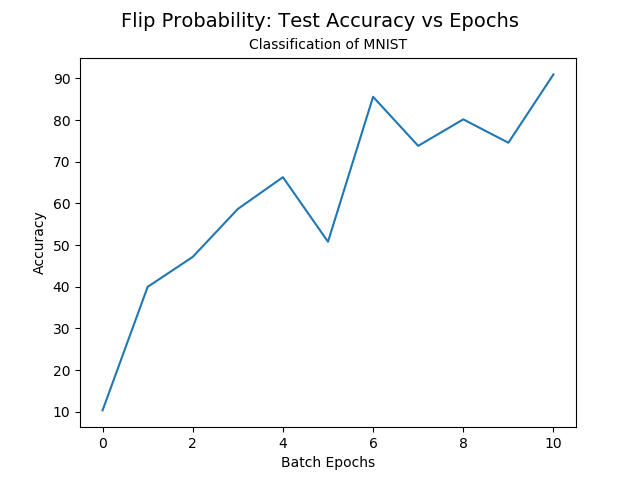 Flip Probability: Test Accuracy vs Epochs
Classification of MNIST
90
80
70
60
50
40
30
20
10
Accuracy
0 2 4 6 8 10
Batch Epochs